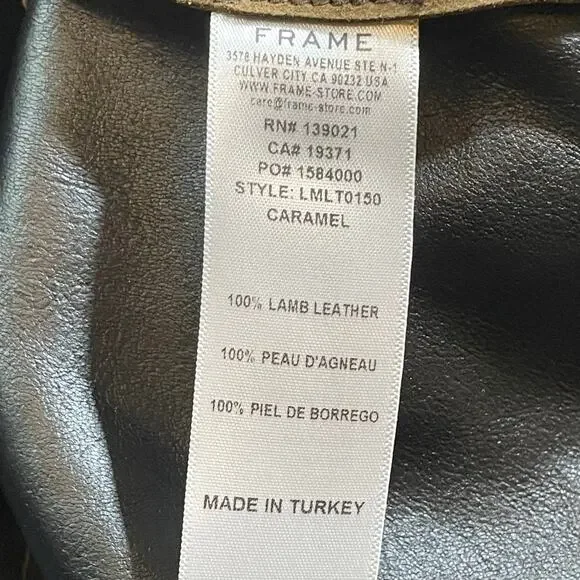 FRAME
3578 HAYDEN AVENUE STE N-1
CULVER CITY CA 90232 USA
WWW.FRAME-STORE.COM
care@frame-store.com
RN# 139021
CA# 19371
PO# 1584000
STYLE: LMLT0150
CARAMEL
100% LAMB LEATHER
100% PEAU D'AGNEAU
100% PIEL DE BORREGO
MADE IN TURKEY